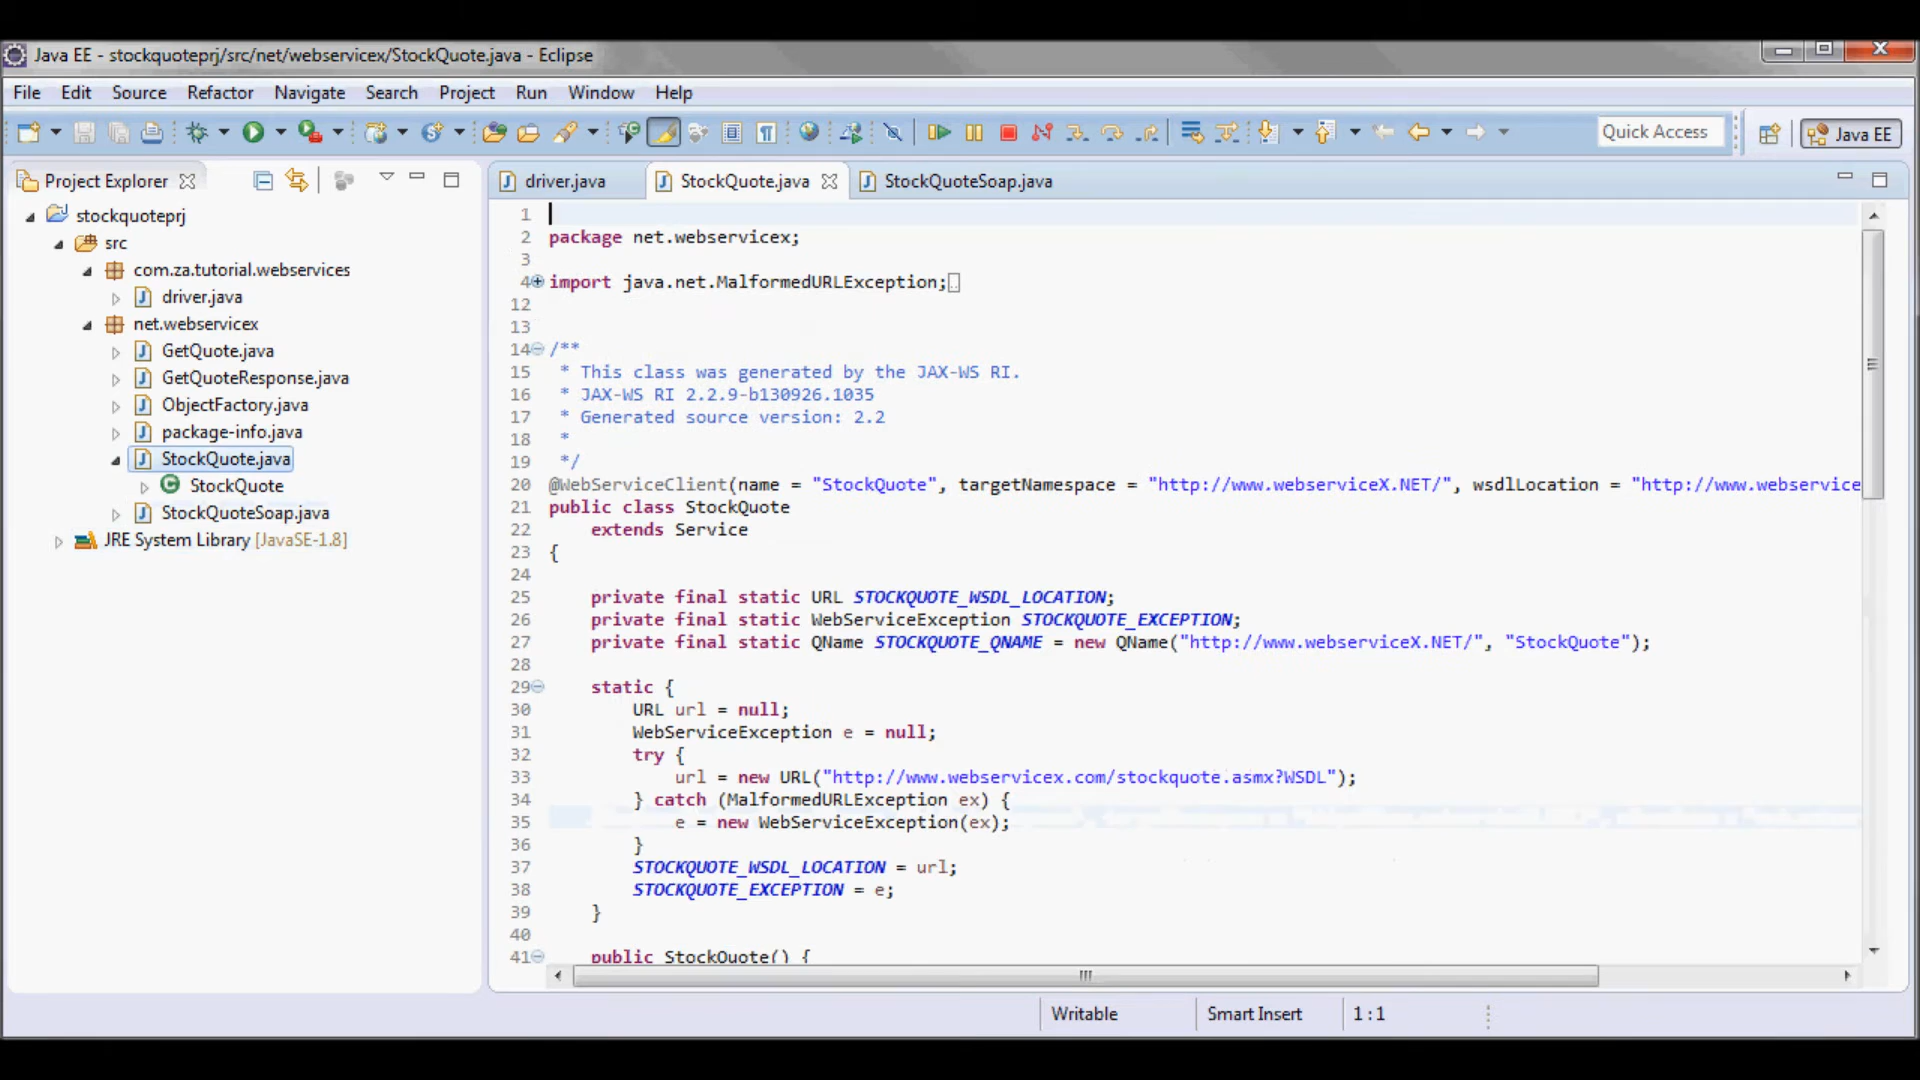 Java EE - stockquoteprj/src/net/webservicex/StockQuote.java - Eclipse
File Edit Source Refactor Navigate Search Project Run Window Help
Quick Access
Java EE
Project Explorer
stockquoteprj
src
com.za.tutorial.webservices
driver.java
net.webservicex
GetQuote.java
GetQuoteResponse.java
ObjectFactory.java
package-info.java
StockQuote.java
StockQuote
StockQuoteSoap.java
JRE System Library [JavaSE-1.8]
driver.java StockQuote.java StockQuoteSoap.java
1
2 package net.webservicex;
3
4 import java.net.MalformedURLException;
12
13
14 /**
15 * This class was generated by the JAX-WS RI.
16 * JAX-WS RI 2.2.9-b130926.1035
17 * Generated source version: 2.2
18 *
19 */
20 @WebServiceClient(name = "StockQuote", targetNamespace = "http://www.webserviceX.NET/", wsdlLocation = "http://www.webservice
21 public class StockQuote
22 extends Service
23 {
24
25 private final static URL STOCKQUOTE_WSDL_LOCATION;
26 private final static WebServiceException STOCKQUOTE_EXCEPTION;
27 private final static QName STOCKQUOTE_QNAME = new QName("http://www.webserviceX.NET/", "StockQuote");
28
29 static {
30 URL url = null;
31 WebServiceException e = null;
32 try {
33 url = new URL("http://www.webservicex.com/stockquote.asmx?WSDL");
34 } catch (MalformedURLException ex) {
35 e = new WebServiceException(ex);
36 }
37 STOCKQUOTE_WSDL_LOCATION = url;
38 STOCKQUOTE_EXCEPTION = e;
39 }
40
41 public StockQuote() {
Writable Smart Insert 1 : 1